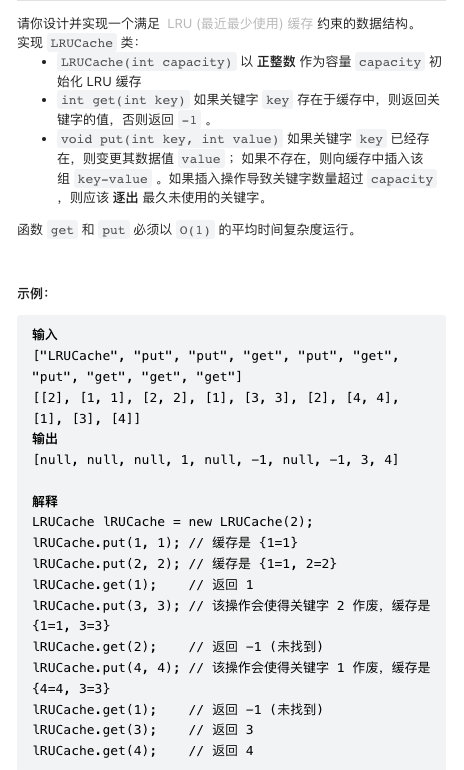 请你设计并实现一个满足 LRU (最近最少使用) 缓存 约束的数据结构。
实现 LRUCache 类：
• LRUCache(int capacity) 以 正整数 作为容量 capacity 初
始化 LRU 缓存
• int get(int key) 如果关键字 key 存在于缓存中，则返回关
键字的值，否则返回 -1 。
• void put(int key, int value) 如果关键字 key 已经存
在，则变更其数据值 value ；如果不存在，则向缓存中插入该
组 key-value 。如果插入操作导致关键字数量超过 capacity
，则应该 逐出 最久未使用的关键字。
函数 get 和 put 必须以 O(1) 的平均时间复杂度运行。
示例：
输入
["LRUCache", "put", "put", "get", "put", "get",
"put", "get", "get", "get"]
[[2], [1, 1], [2, 2], [1], [3, 3], [2], [4, 4],
[1], [3], [4]]
输出
[null, null, null, 1, null, -1, null, -1, 3, 4]
解释
LRUCache lRUCache = new LRUCache(2);
lRUCache.put(1, 1); // 缓存是 {1=1}
lRUCache.put(2, 2); // 缓存是 {1=1, 2=2}
lRUCache.get(1);    // 返回 1
lRUCache.put(3, 3); // 该操作会使得关键字 2 作废，缓存是
{1=1, 3=3}
lRUCache.get(2);    // 返回 -1 (未找到)
lRUCache.put(4, 4); // 该操作会使得关键字 1 作废，缓存是
{4=4, 3=3}
lRUCache.get(1);    // 返回 -1 (未找到)
lRUCache.get(3);    // 返回 3
lRUCache.get(4);    // 返回 4